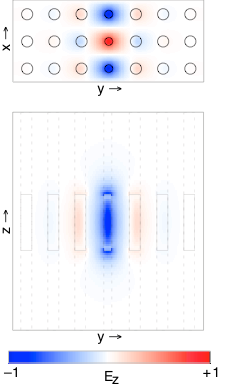 x →
y →
z →
y →
−1 E_z +1